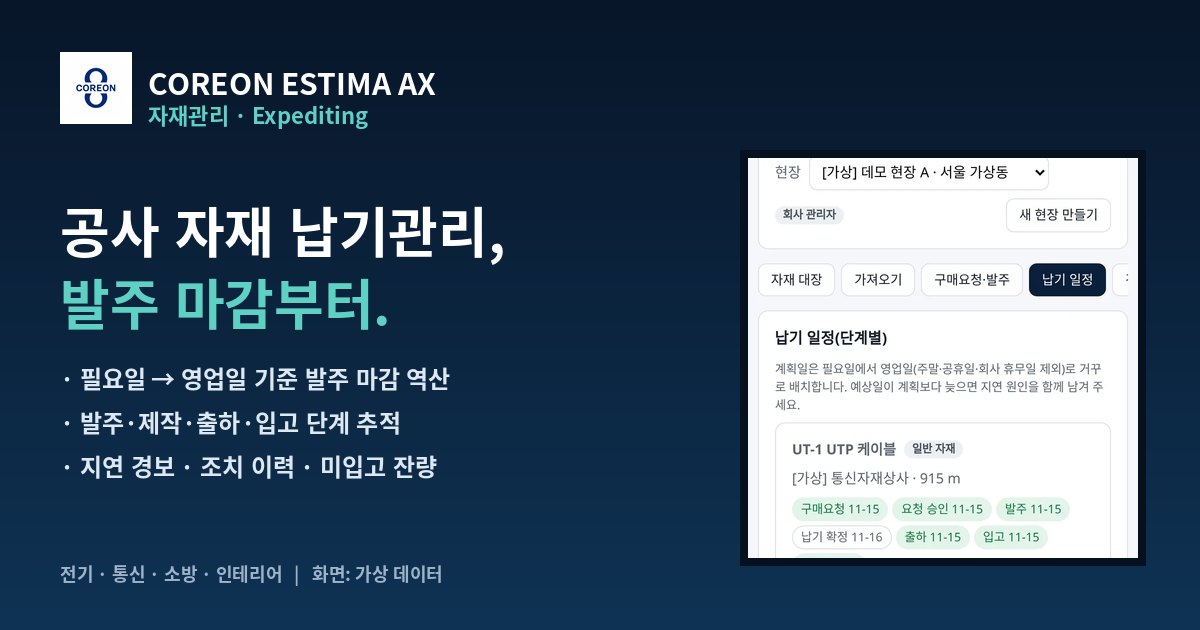 COREON
COREON ESTIMA AX
자재관리 · Expediting
공사 자재 납기관리,
발주 마감부터.
· 필요일 → 영업일 기준 발주 마감 역산
· 발주·제작·출하·입고 단계 추적
· 지연 경보 · 조치 이력 · 미입고 잔량
전기 · 통신 · 소방 · 인테리어 | 화면: 가상 데이터
현장 [가상] 데모 현장 A · 서울 가상동
회사 관리자 새 현장 만들기
자재 대장 가져오기 구매요청·발주 납기 일정
납기 일정(단계별)
계획일은 필요일에서 영업일(주말·공휴일·회사 휴무일 제외)로 거꾸
로 배치합니다. 예상일이 계획보다 늦으면 지연 원인을 함께 남겨 주
세요.
UT-1 UTP 케이블 일반 자재
[가상] 통신자재상사 · 915 m
구매요청 11-15 요청 승인 11-15 발주 11-15
납기 확정 11-16 출하 11-15 입고 11-15